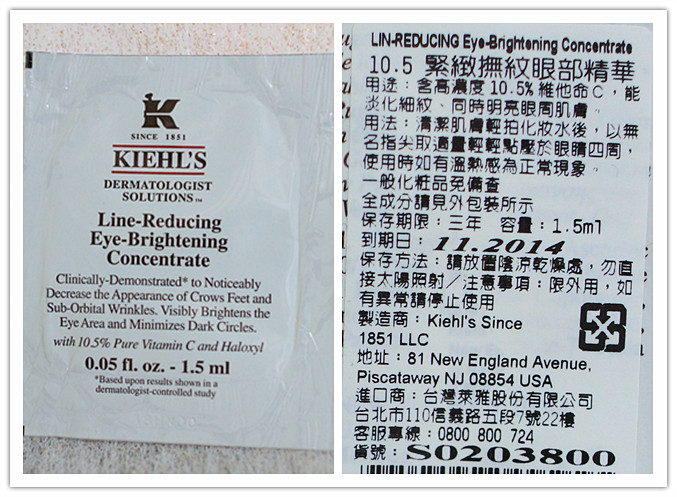 SINCE 1851
KIEHL'S
DERMATOLOGIST
SOLUTIONS™
Line-Reducing
Eye-Brightening
Concentrate
Clinically-Demonstrated* to Noticeably
Decrease the Appearance of Crows Feet and
Sub-Orbital Wrinkles. Visibly Brightens the
Eye Area and Minimizes Dark Circles.
with 10.5% Pure Vitamin C and Haloxyl
0.05 fl. oz. - 1.5 ml
*Based upon results shown in a
dermatologist-controlled study
LIN-REDUCING Eye-Brightening Concentrate
10.5 緊緻撫紋眼部精華
用途：含高濃度10.5%維他命C，能
淡化細紋、同時明亮眼周肌膚。
用法：清潔肌膚輕拍化妝水後，以無
名指尖取適量輕輕點壓於眼睛四周，
使用時如有溫熱感為正常現象。
一般化粧品免備查
全成分請見外包裝所示
保存期限：三年 容量：1.5ml
到期日：11.2014
保存方法：請放置陰涼乾燥處，勿直
接太陽照射／注意事項：限外用，如
有異常請停止使用
製造商：Kiehl's Since
1851 LLC
地址：81 New England Avenue,
Piscataway NJ 08854 USA
進口商：台灣萊雅股份有限公司
台北市110信義路五段7號22樓
客服專線：0800 800 724
貨號：S0203800